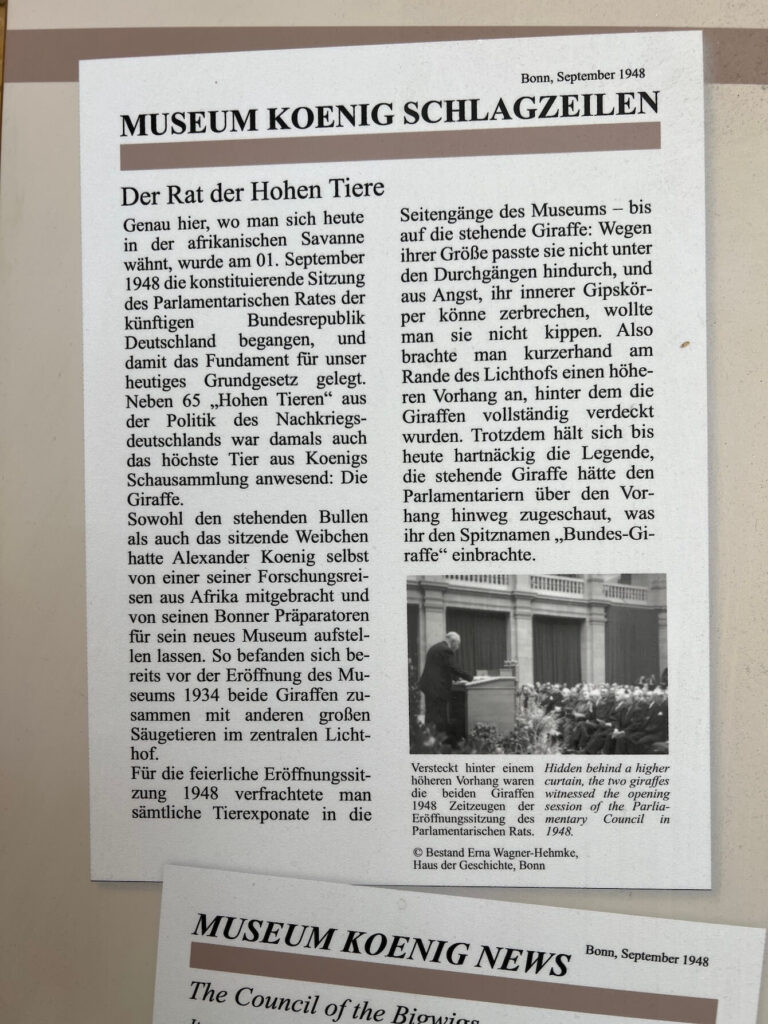 Bonn, September 1948
MUSEUM KOENIG SCHLAGZEILEN
Der Rat der Hohen Tiere
Genau hier, wo man sich heute
in der afrikanischen Savanne
wähnt, wurde am 01. September
1948 die konstituierende Sitzung
des Parlamentarischen Rates der
künftigen Bundesrepublik
Deutschland begangen, und
damit das Fundament für unser
heutiges Grundgesetz gelegt.
Neben 65 „Hohen Tieren“ aus
der Politik des Nachkriegs-
deutschlands war damals auch
das höchste Tier aus Koenigs
Schausammlung anwesend: Die
Giraffe.
Sowohl den stehenden Bullen
als auch das sitzende Weibchen
hatte Alexander Koenig selbst
von einer seiner Forschungsrei-
sen aus Afrika mitgebracht und
von seinen Bonner Präparatoren
für sein neues Museum aufstel-
len lassen. So befanden sich be-
reits vor der Eröffnung des Mu-
seums 1934 beide Giraffen zu-
sammen mit anderen großen
Säugetieren im zentralen Licht-
hof.
Für die feierliche Eröffnungssit-
zung 1948 verfrachtete man
sämtliche Tierexponate in die
Seitengänge des Museums – bis
auf die stehende Giraffe: Wegen
ihrer Größe passte sie nicht unter
den Durchgängen hindurch, und
aus Angst, ihr innerer Gipskör-
per könne zerbrechen, wollte
man sie nicht kippen. Also
brachte man kurzerhand am
Rande des Lichthofs einen höhe-
ren Vorhang an, hinter dem die
Giraffen vollständig verdeckt
wurden. Trotzdem hält sich bis
heute hartnäckig die Legende,
die stehende Giraffe hätte den
Parlamentariern über den Vor-
hang hinweg zugeschaut, was
ihr den Spitznamen „Bundes-Gi-
raffe“ einbrachte.
Versteckt hinter einem
höheren Vorhang waren
die beiden Giraffen
1948 Zeitzeugen der
Eröffnungssitzung des
Parlamentarischen Rats.
Hidden behind a higher
curtain, the two giraffes
witnessed the opening
session of the Parlia-
mentary Council in
1948.
© Bestand Erna Wagner-Hehmke,
Haus der Geschichte, Bonn
MUSEUM KOENIG NEWS
Bonn, September 1948
The Council of the Bigwigs